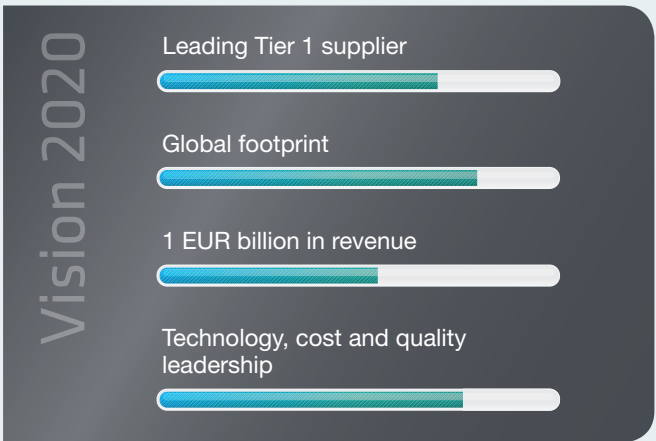 Vision 2020
Leading Tier 1 supplier
Global footprint
1 EUR billion in revenue
Technology, cost and quality
leadership